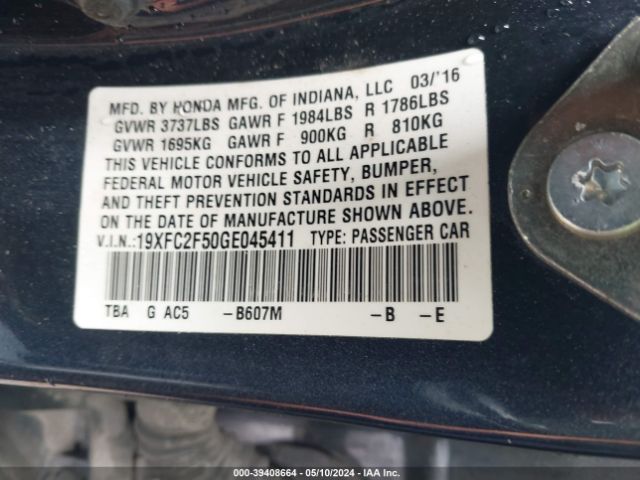 MFD. BY HONDA MFG. OF INDIANA, LLC 03/'16
GVWR 3737LBS GAWR F 1984LBS R 1786LBS
GVWR 1695KG GAWR F 900KG R 810KG
THIS VEHICLE CONFORMS TO ALL APPLICABLE
FEDERAL MOTOR VEHICLE SAFETY, BUMPER,
AND THEFT PREVENTION STANDARDS IN EFFECT
ON THE DATE OF MANUFACTURE SHOWN ABOVE.
V.I.N.:19XFC2F50GE045411 TYPE: PASSENGER CAR
TBA G AC5 –B607M –B –E
000-39408664 - 05/10/2024 - IAA Inc.